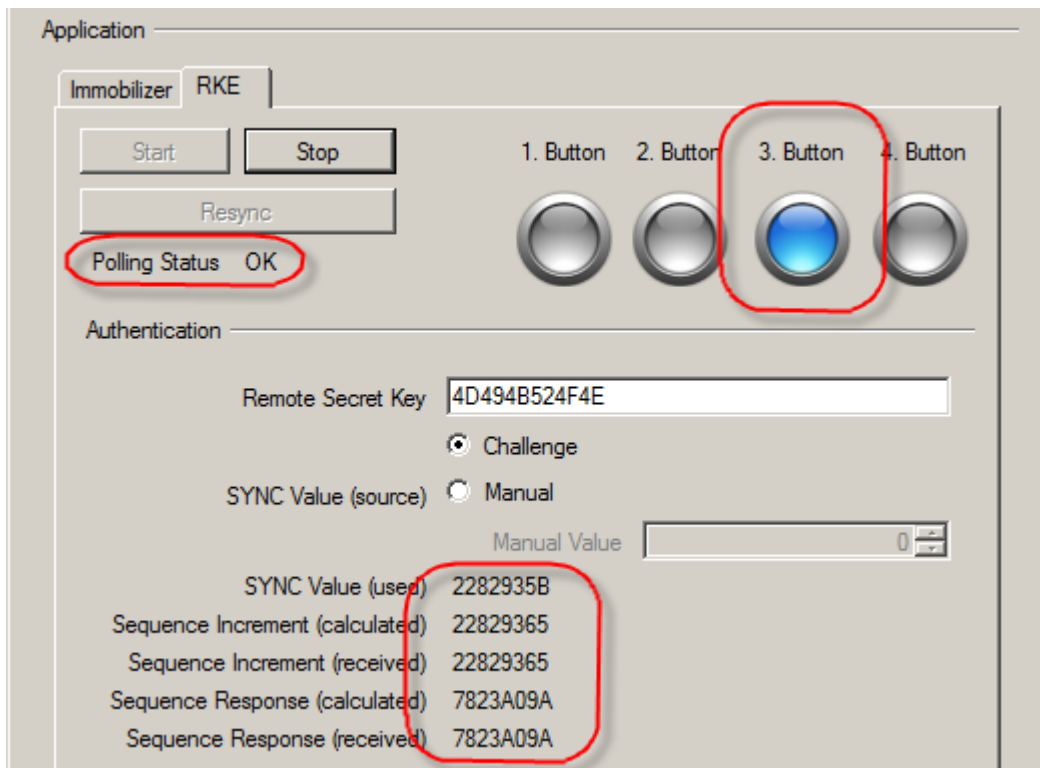 Application
Immobilizer RKE
Start Stop 1. Button 2. Button 3. Button 4. Button
Resync
Polling Status OK
Authentication
Remote Secret Key 4D494B524F4E
Challenge
SYNC Value (source) Manual
Manual Value 0
SYNC Value (used) 2282935B
Sequence Increment (calculated) 22829365
Sequence Increment (received) 22829365
Sequence Response (calculated) 7823A09A
Sequence Response (received) 7823A09A